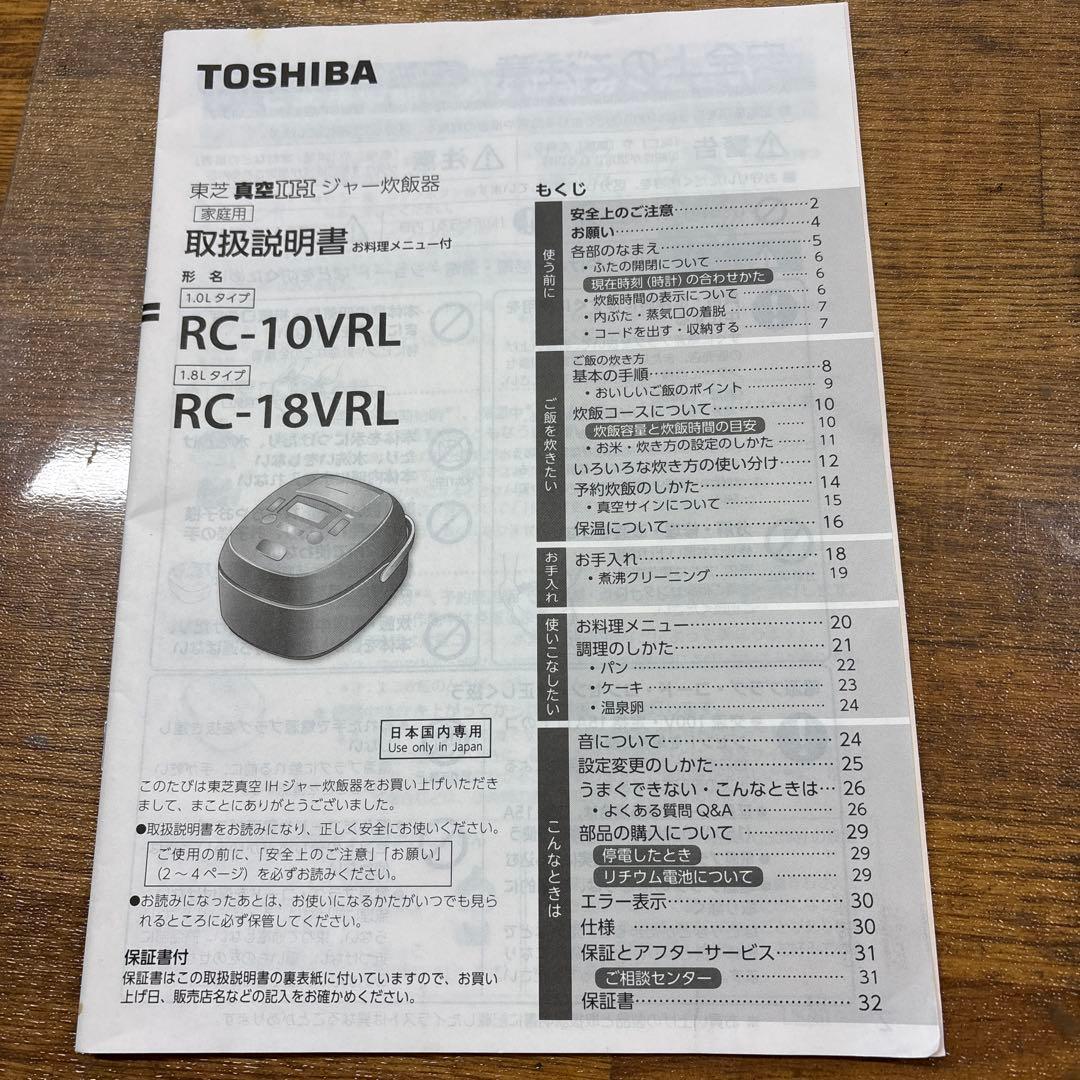 TOSHIBA
東芝 真空IH ジャー炊飯器
家庭用
取扱説明書 お料理メニュー付
形 名
1.0L タイプ
RC-10VRL
1.8L タイプ
RC-18VRL
日本国内専用
Use only in Japan
このたびは東芝真空 IH ジャー炊飯器をお買い上げいただき
まして、まことにありがとうございました。
●取扱説明書をお読みになり、正しく安全にお使いください。
ご使用の前に、「安全上のご注意」「お願い」
（2～4 ページ）を必ずお読みください。
●お読みになったあとは、お使いになるかたがいつでも見ら
れるところに必ず保管してください。
保証書付
保証書はこの取扱説明書の裏表紙に付いていますので、お買い
上げ日、販売店名などの記入をお確かめください。
もくじ
使う前に
安全上のご注意 2
お願い 4
各部のなまえ 5
・ふたの開閉について 6
現在時刻（時計）の合わせかた 6
・炊飯時間の表示について 6
・内ぶた・蒸気口の着脱 7
・コードを出す・収納する 7
ご飯を炊きたい
ご飯の炊き方
基本の手順 8
・おいしいご飯のポイント 9
炊飯コースについて 10
炊飯容量と炊飯時間の目安 10
・お米・炊き方の設定のしかた 11
いろいろな炊き方の使い分け 12
予約炊飯のしかた 14
・真空サインについて 15
保温について 16
お手入れ
お手入れ 18
・煮沸クリーニング 19
使いこなしたい
お料理メニュー 20
調理のしかた 21
・パン 22
・ケーキ 23
・温泉卵 24
こんなときは
音について 24
設定変更のしかた 25
うまくできない・こんなときは 26
・よくある質問 Q&A 26
部品の購入について 29
停電したとき 29
リチウム電池について 29
エラー表示 30
仕様 30
保証とアフターサービス 31
ご相談センター 31
保証書 32